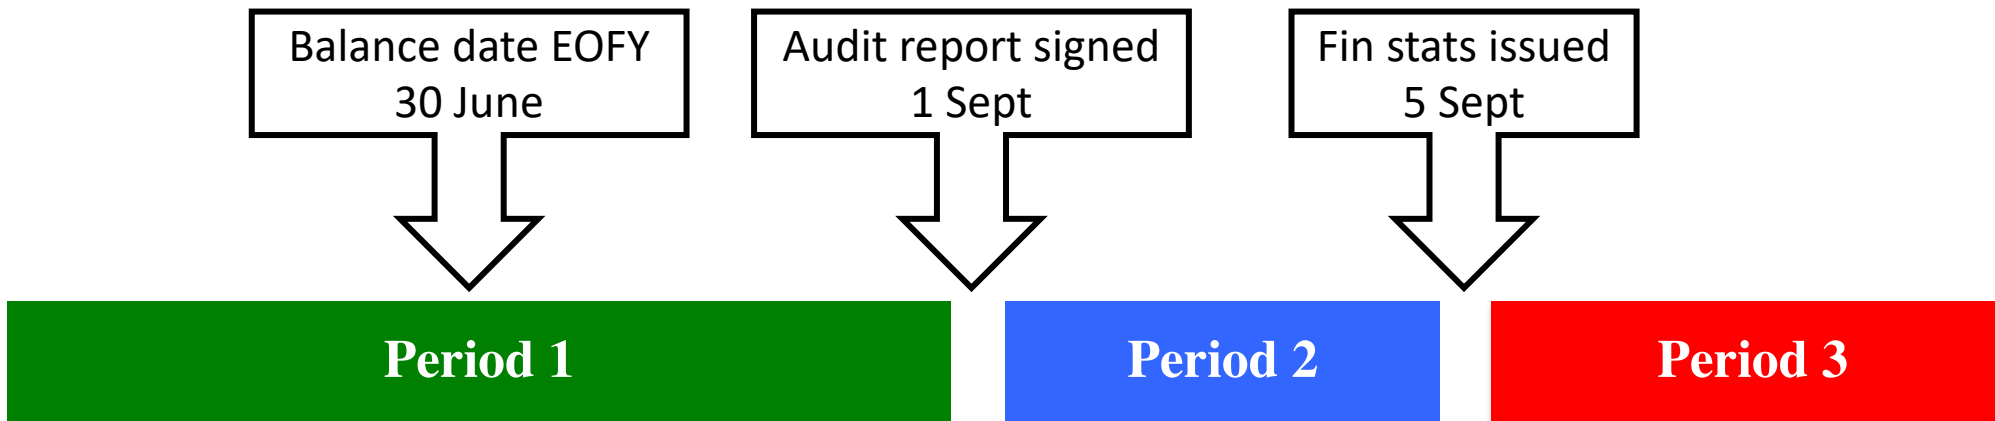 Balance date EOFY
30 June
Audit report signed
1 Sept
Fin stats issued
5 Sept
Period 1
Period 2
Period 3